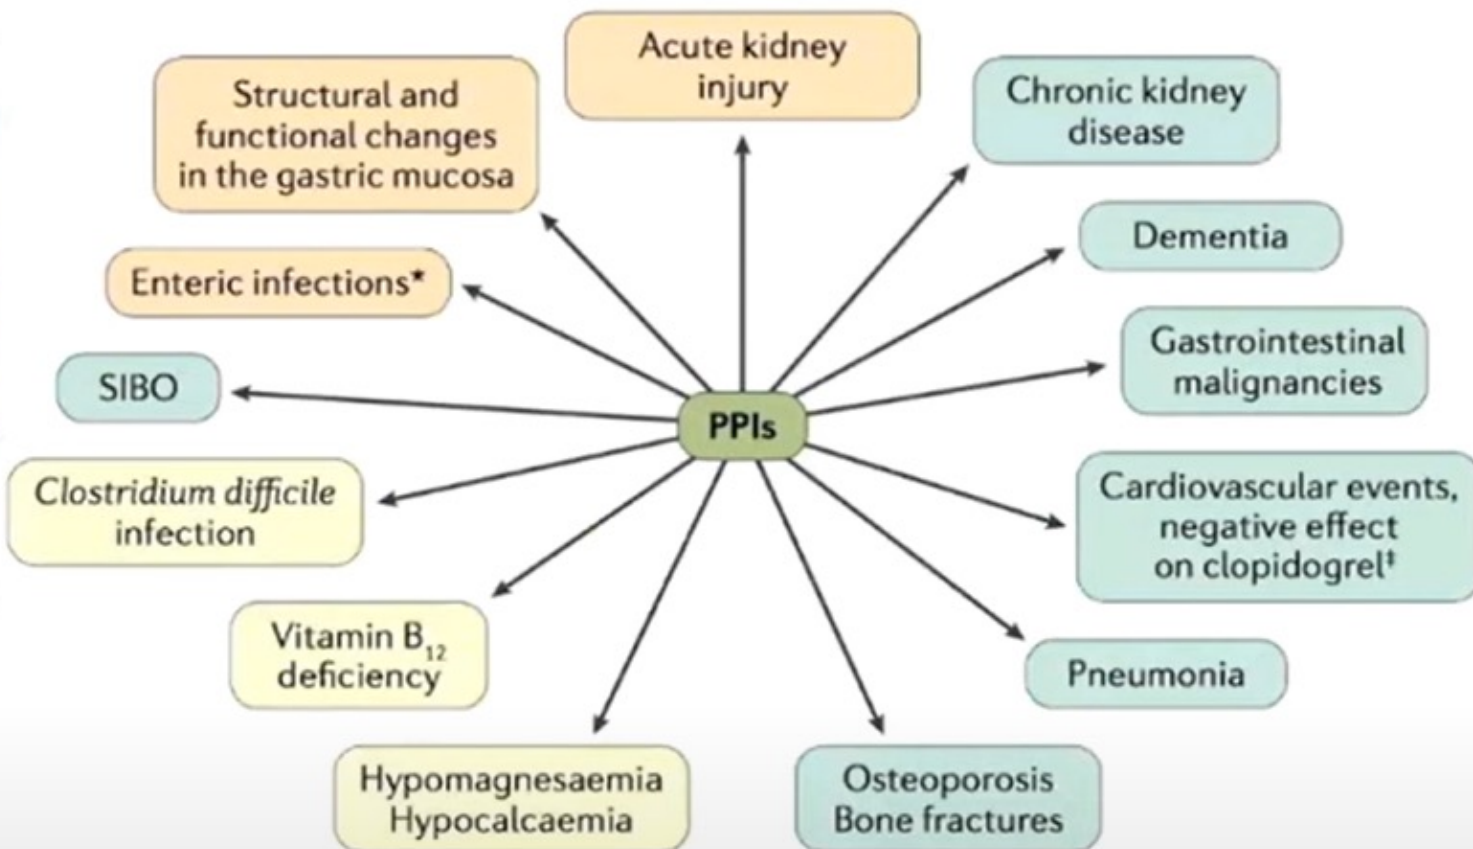 Acute kidney
injury
Structural and
functional changes
in the gastric mucosa
Chronic kidney
disease
Dementia
Enteric infections*
Gastrointestinal
malignancies
SIBO
PPIs
Clostridium difficile
infection
Cardiovascular events,
negative effect
on clopidogrel‡
Vitamin B₁₂
deficiency
Pneumonia
Hypomagnesaemia
Hypocalcaemia
Osteoporosis
Bone fractures